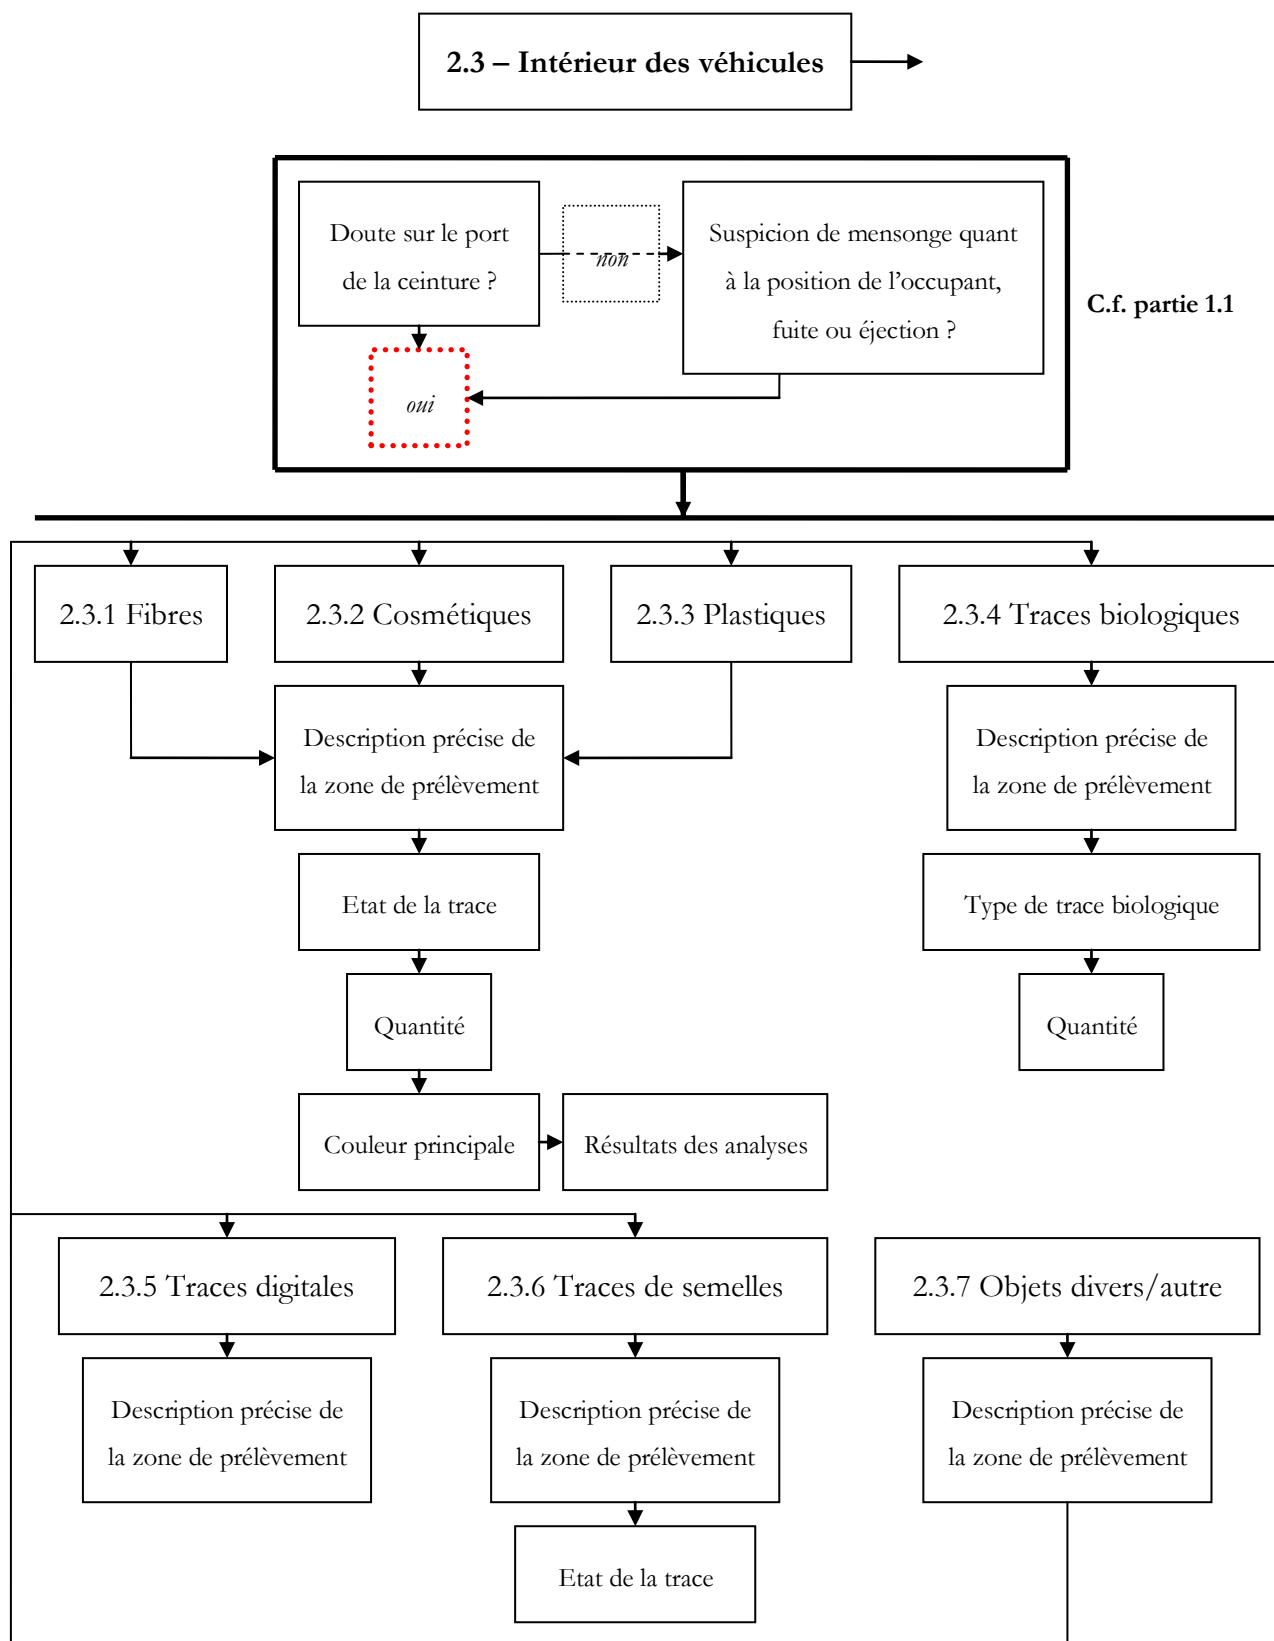 2.3 – Intérieur des véhicules
Doute sur le port
de la ceinture ?
non
Suspicion de mensonge quant
à la position de l'occupant,
fuite ou éjection ?
C.f. partie 1.1
oui
2.3.1 Fibres
2.3.2 Cosmétiques
2.3.3 Plastiques
2.3.4 Traces biologiques
Description précise de
la zone de prélèvement
Description précise de
la zone de prélèvement
Etat de la trace
Type de trace biologique
Quantité
Quantité
Couleur principale
Résultats des analyses
2.3.5 Traces digitales
2.3.6 Traces de semelles
2.3.7 Objets divers/autre
Description précise de
la zone de prélèvement
Description précise de
la zone de prélèvement
Description précise de
la zone de prélèvement
Etat de la trace